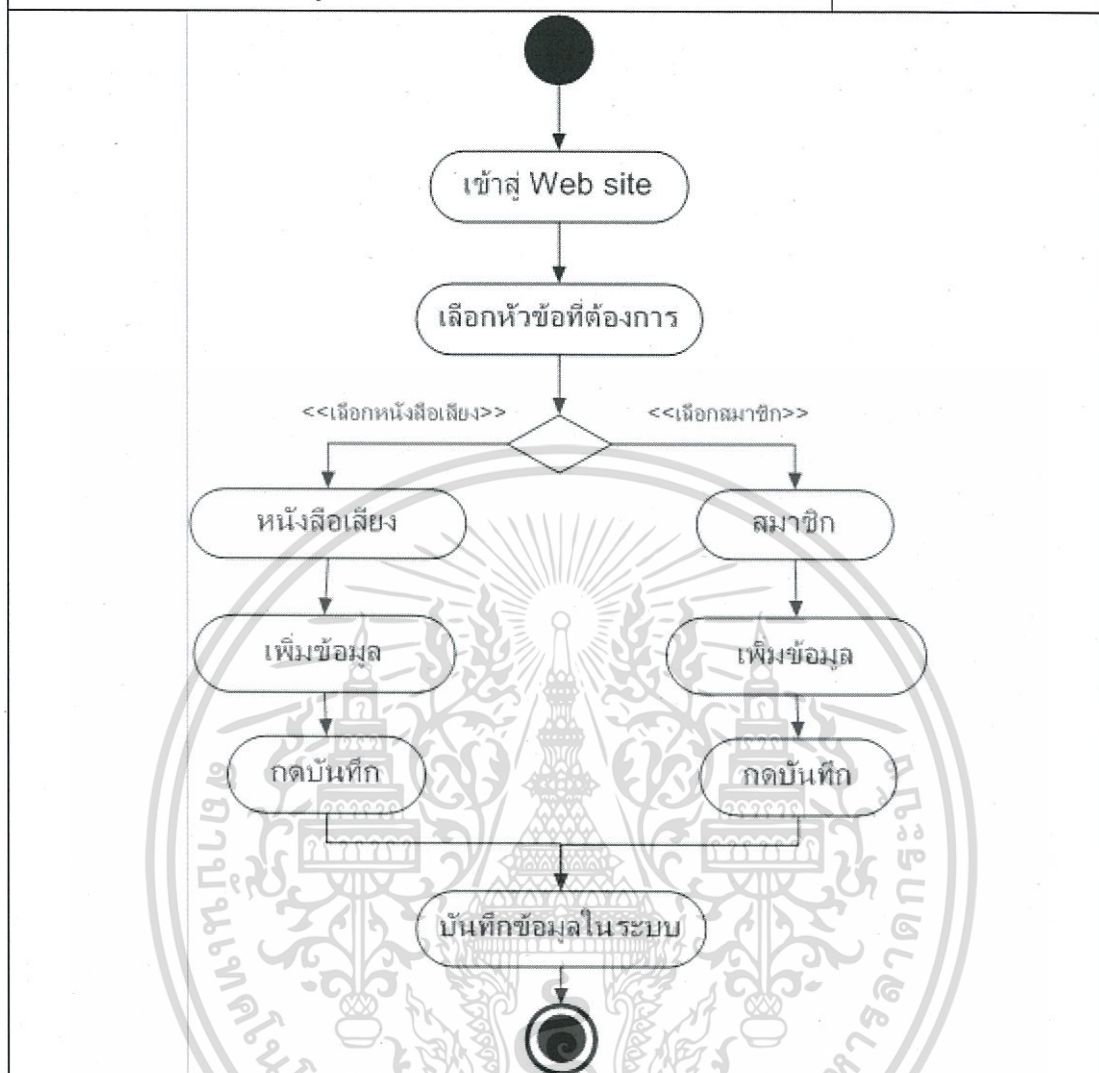 เข้าสู่ Web site
เลือกหัวข้อที่ต้องการ
<<เลือกหนังสือเสียง>> <<เลือกสมาชิก>>
หนังสือเสียง สมาชิก
เพิ่มข้อมูล เพิ่มข้อมูล
กดบันทึก กดบันทึก
บันทึกข้อมูลในระบบ